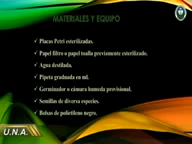 MATERIALES Y EQUIPO
✓ Placas Petri esterilizadas.
✓ Papel filtro o papel toalla previamente esterilizado.
✓ Agua destilada.
✓ Pipeta graduada en ml.
✓ Germinador o cámara humeda provisional.
✓ Semillas de diversa especies.
✓ Bolsas de polietileno negro.
U.N.A.